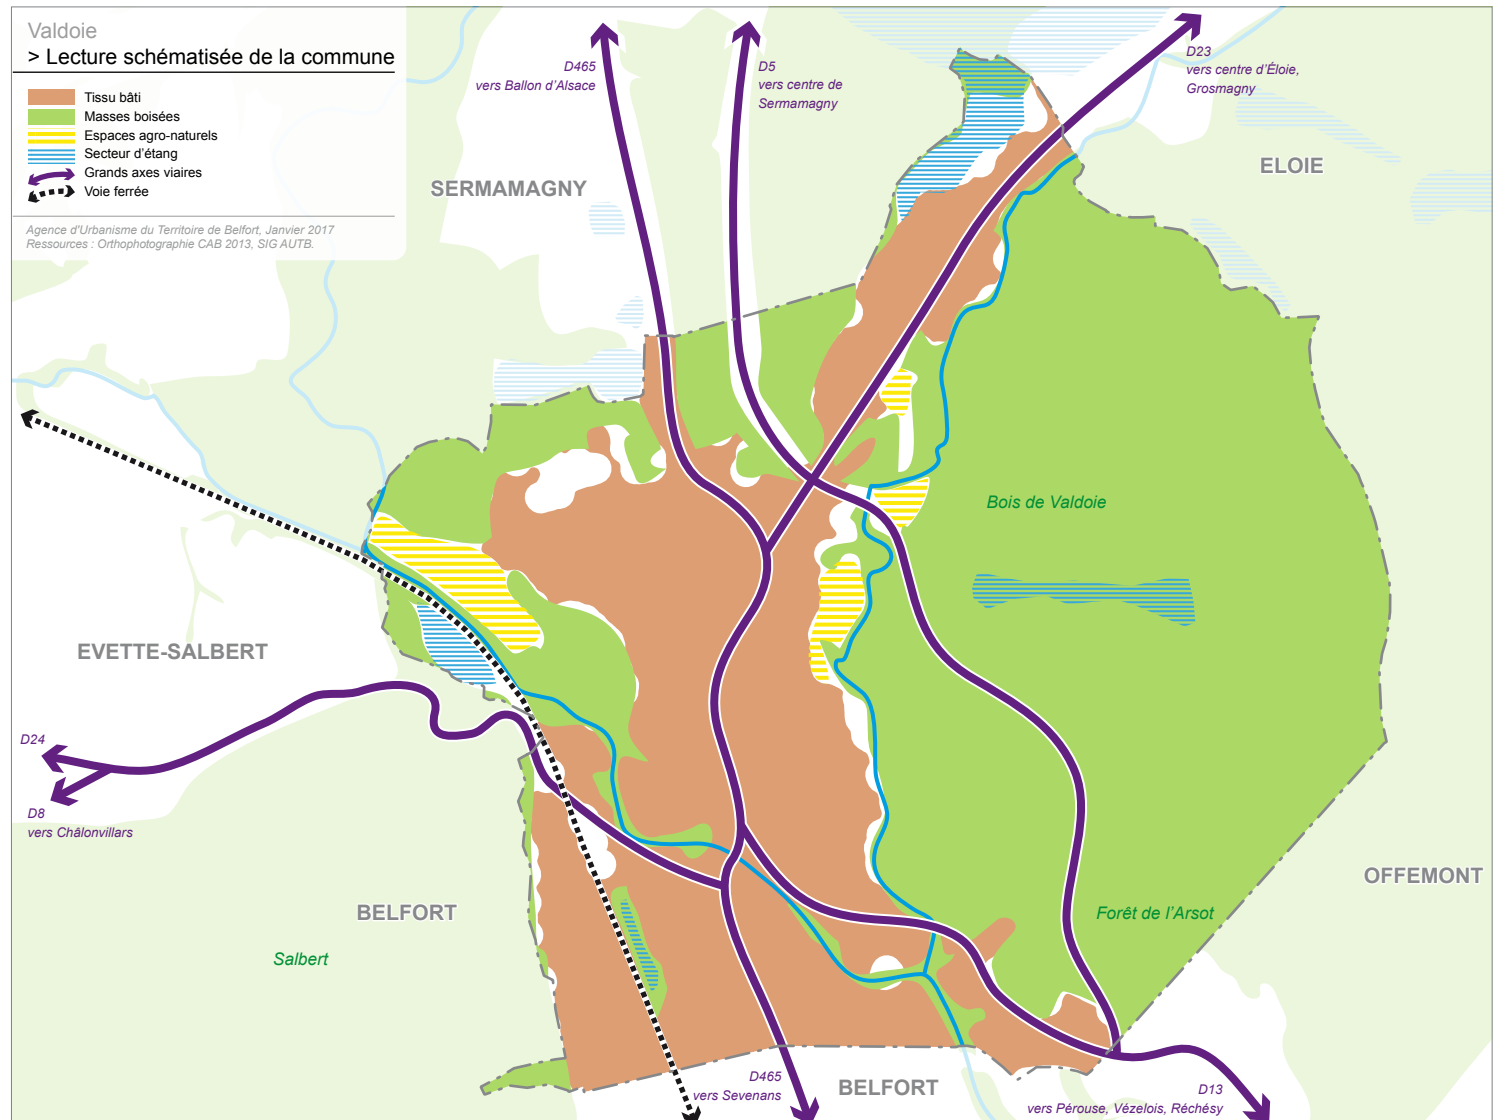 Valdoie
> Lecture schématisée de la commune
Tissu bâti
Masses boisées
Espaces agro-naturels
Secteur d'étang
Grands axes viaires
Voie ferrée
Agence d'Urbanisme du Territoire de Belfort, Janvier 2017
Ressources : Orthophotographie CAB 2013, SIG AUTB.
D465
vers Ballon d'Alsace
D5
vers centre de
Sermamagny
D23
vers centre d'Éloie,
Grosmagny
SERMAMAGNY
ELOIE
Bois de Valdoie
EVETTE-SALBERT
D24
D8
vers Châlonvillars
OFFEMONT
BELFORT
Forêt de l'Arsot
Salbert
D465
vers Sevenans
BELFORT
D13
vers Pérouse, Vézelois, Réchésy